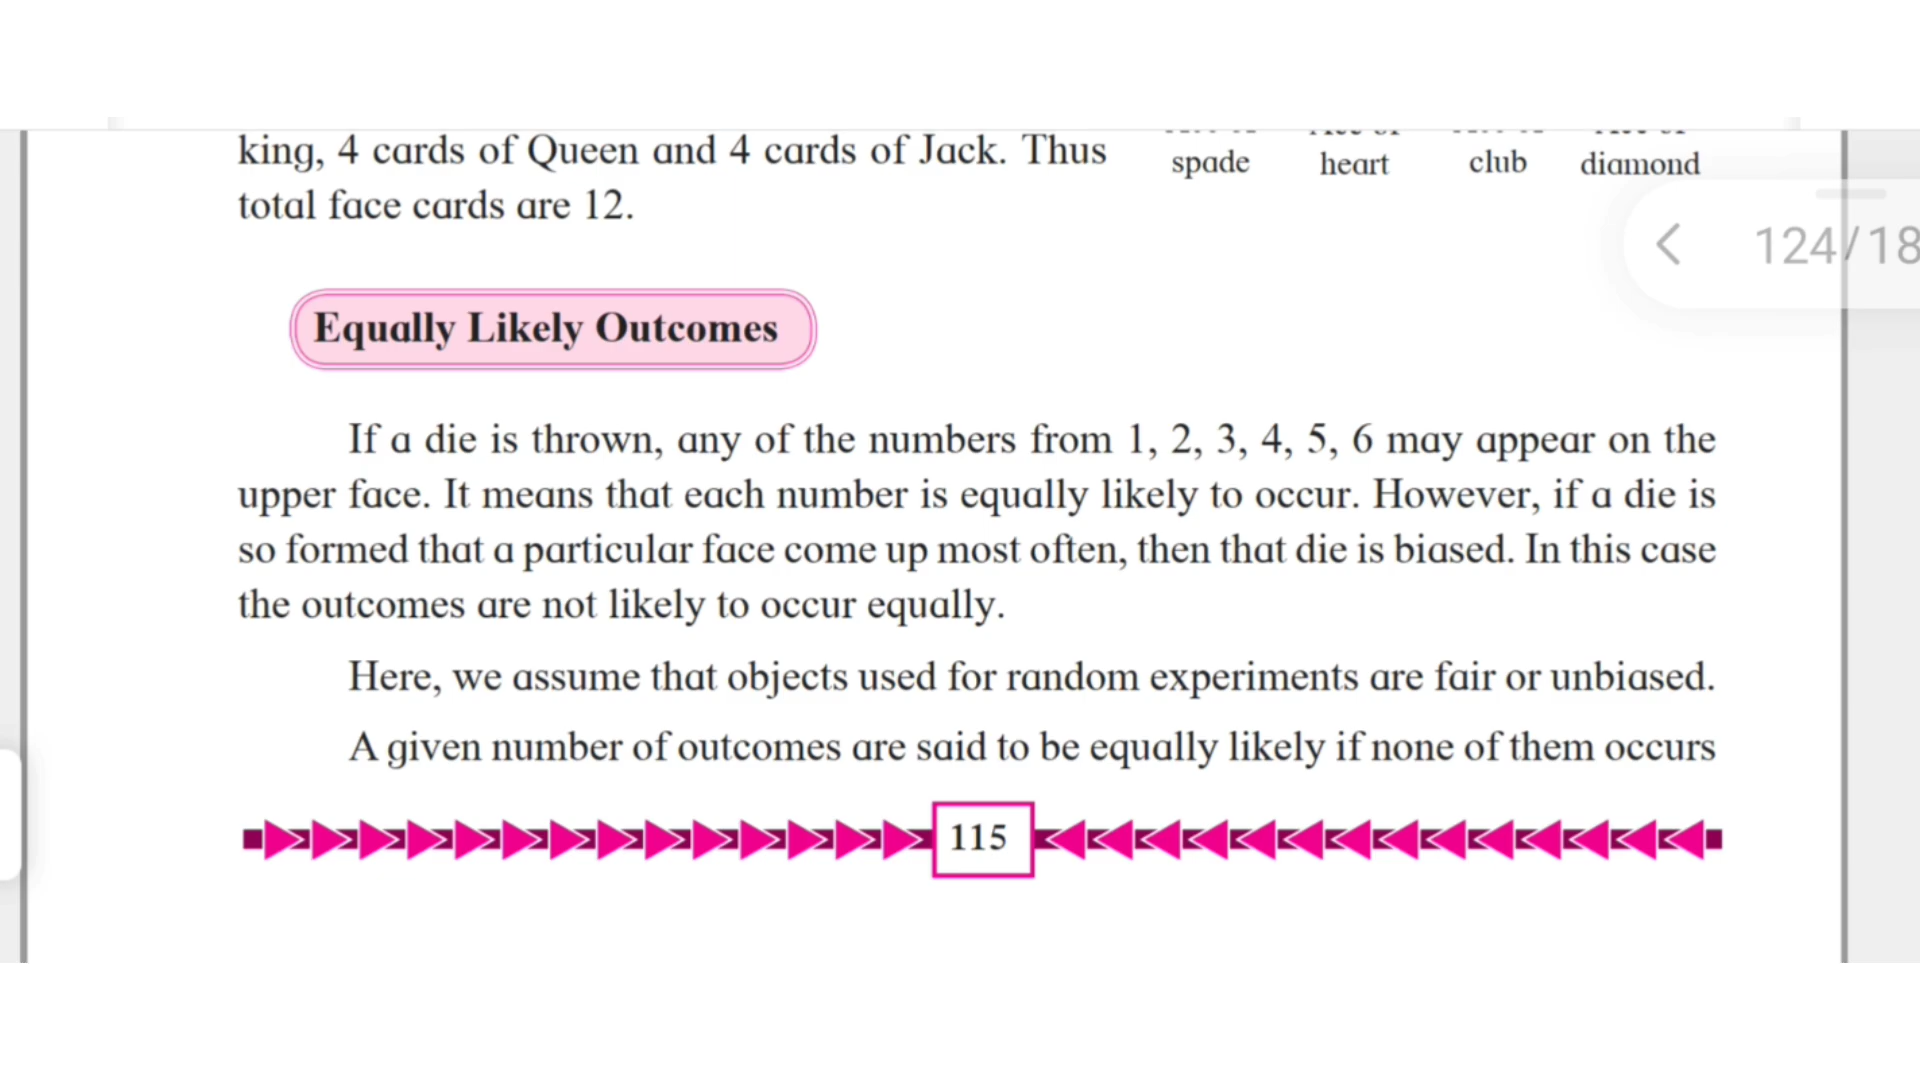 king, 4 cards of Queen and 4 cards of Jack. Thus
total face cards are 12.
spade heart club diamond
124/18
Equally Likely Outcomes
If a die is thrown, any of the numbers from 1, 2, 3, 4, 5, 6 may appear on the
upper face. It means that each number is equally likely to occur. However, if a die is
so formed that a particular face come up most often, then that die is biased. In this case
the outcomes are not likely to occur equally.
Here, we assume that objects used for random experiments are fair or unbiased.
A given number of outcomes are said to be equally likely if none of them occurs
115